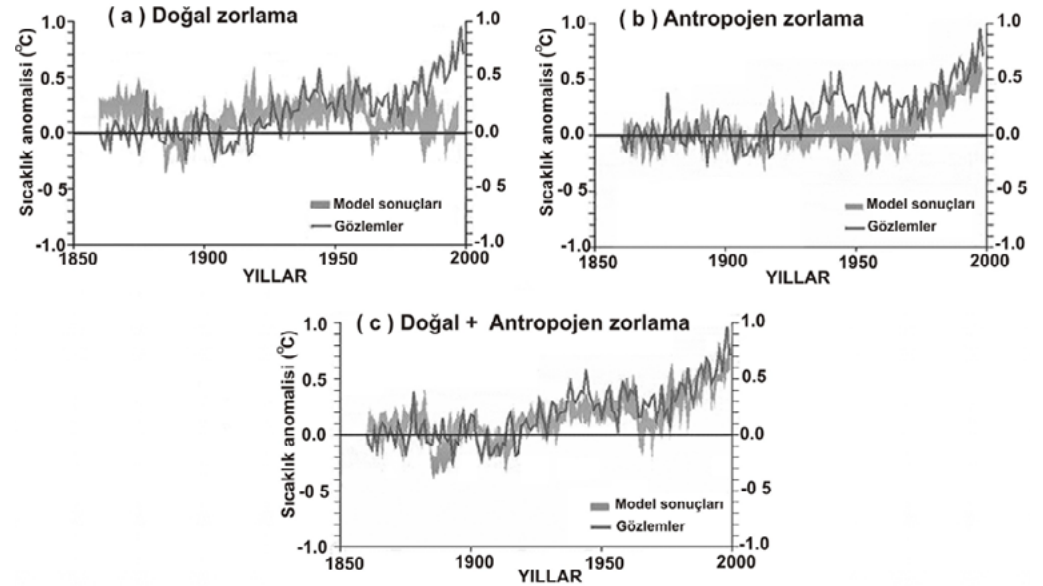 ( a ) Doğal zorlama
Sıcaklık anomalisi (°C)
1.0
0.5
0.0
-0 5
-1.0
1.0
0.5
0.0
-0 5
-1.0
Model sonuçları
Gözlemler
1850 1900 1950 2000
YILLAR
( b ) Antropojen zorlama
Sıcaklık anomalisi (°C)
1.0
0.5
0.0
-0 5
-1.0
1.0
0.5
0.0
-0 5
-1.0
Model sonuçları
Gözlemler
1850 1900 1950 2000
YILLAR
( c ) Doğal + Antropojen zorlama
Sıcaklık anomalisi (°C)
1.0
0.5
0.0
-0 5
-1.0
1.0
0.5
0.0
-0 5
-1.0
Model sonuçları
Gözlemler
1850 1900 1950 2000
YILLAR